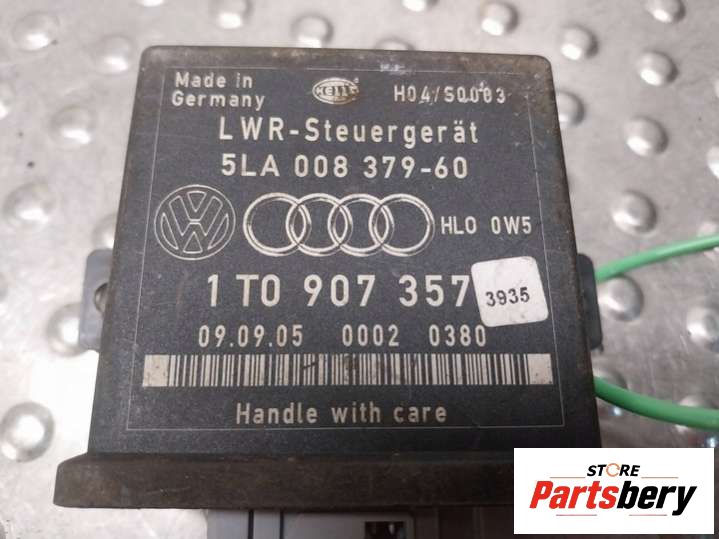 Made in
Germany
HELLA
H04/S0003
LWR-Steuergerät
5LA 008 379-60
HLO 0W5
1T0 907 357
3935
09.09.05 0002 0380
Handle with care
STORE
Partsbery